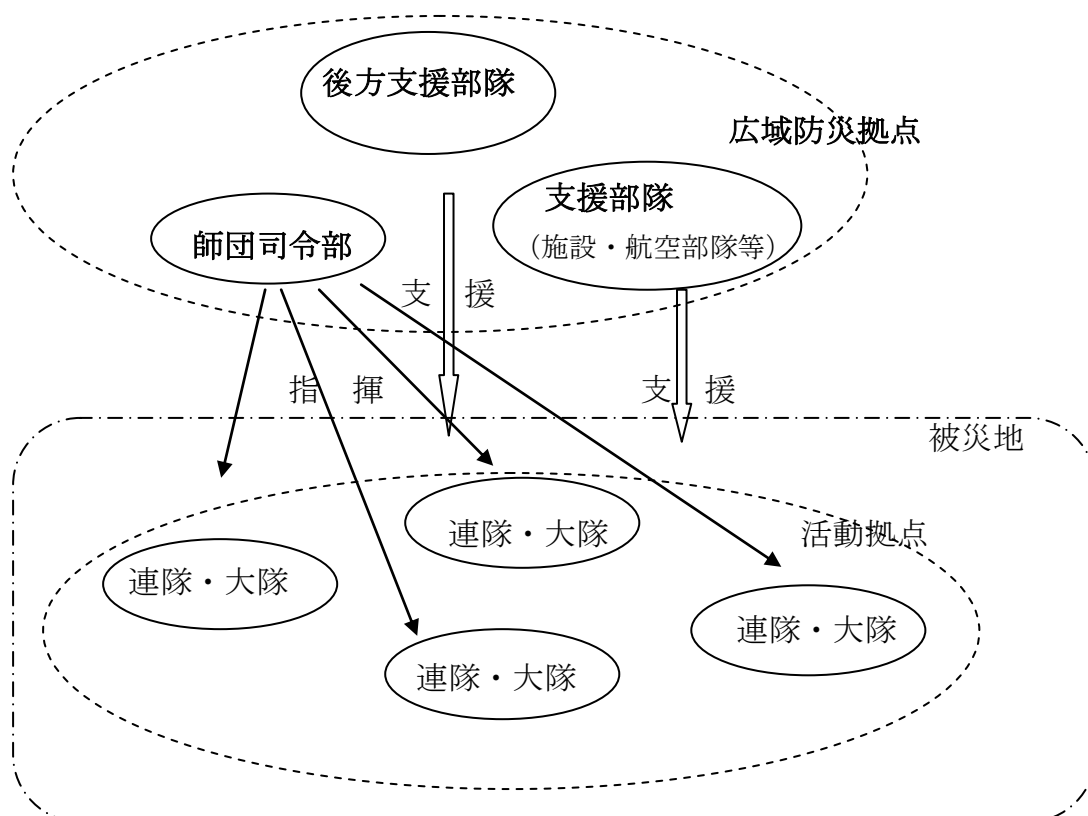 後方支援部隊
広域防災拠点
支援部隊
（施設・航空部隊等）
師団司令部
支　援
指　揮
支　援
被災地
連隊・大隊
活動拠点
連隊・大隊
連隊・大隊
連隊・大隊